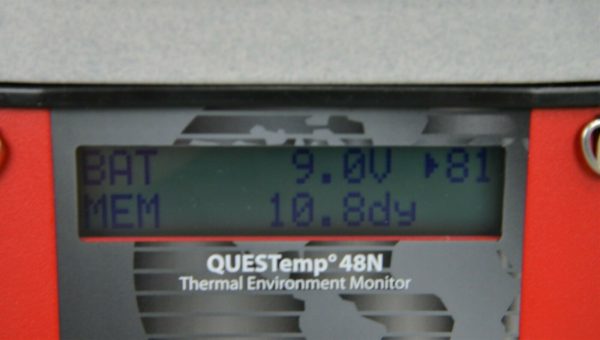 BAT 9.0V ▶81
MEM 10.8dy
QUESTemp° 48N
Thermal Environment Monitor